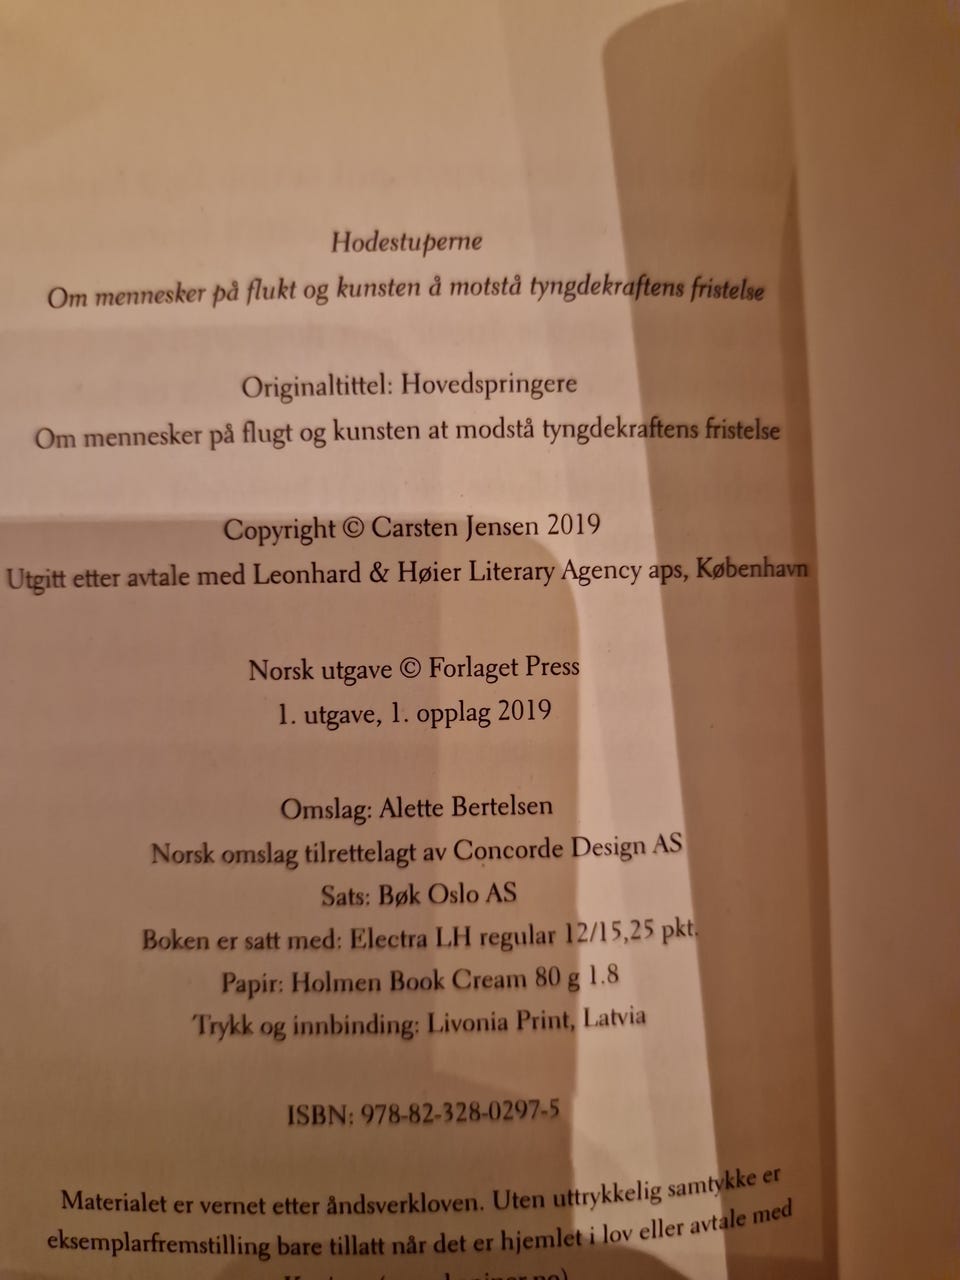 Hodestuperne
Om mennesker på flukt og kunsten å motstå tyngdekraftens fristelse
Originaltittel: Hovedspringere
Om mennesker på flugt og kunsten at modstå tyngdekraftens fristelse
Copyright © Carsten Jensen 2019
Utgitt etter avtale med Leonhard & Høier Literary Agency aps, København
Norsk utgave © Forlaget Press
1. utgave, 1. opplag 2019
Omslag: Alette Bertelsen
Norsk omslag tilrettelagt av Concorde Design AS
Sats: Bøk Oslo AS
Boken er satt med: Electra LH regular 12/15,25 pkt.
Papir: Holmen Book Cream 80 g 1.8
Trykk og innbinding: Livonia Print, Latvia
ISBN: 978-82-328-0297-5
Materialet er vernet etter åndsverkloven. Uten uttrykkelig samtykke er
eksemplarfremstilling bare tillatt når det er hjemlet i lov eller avtale med